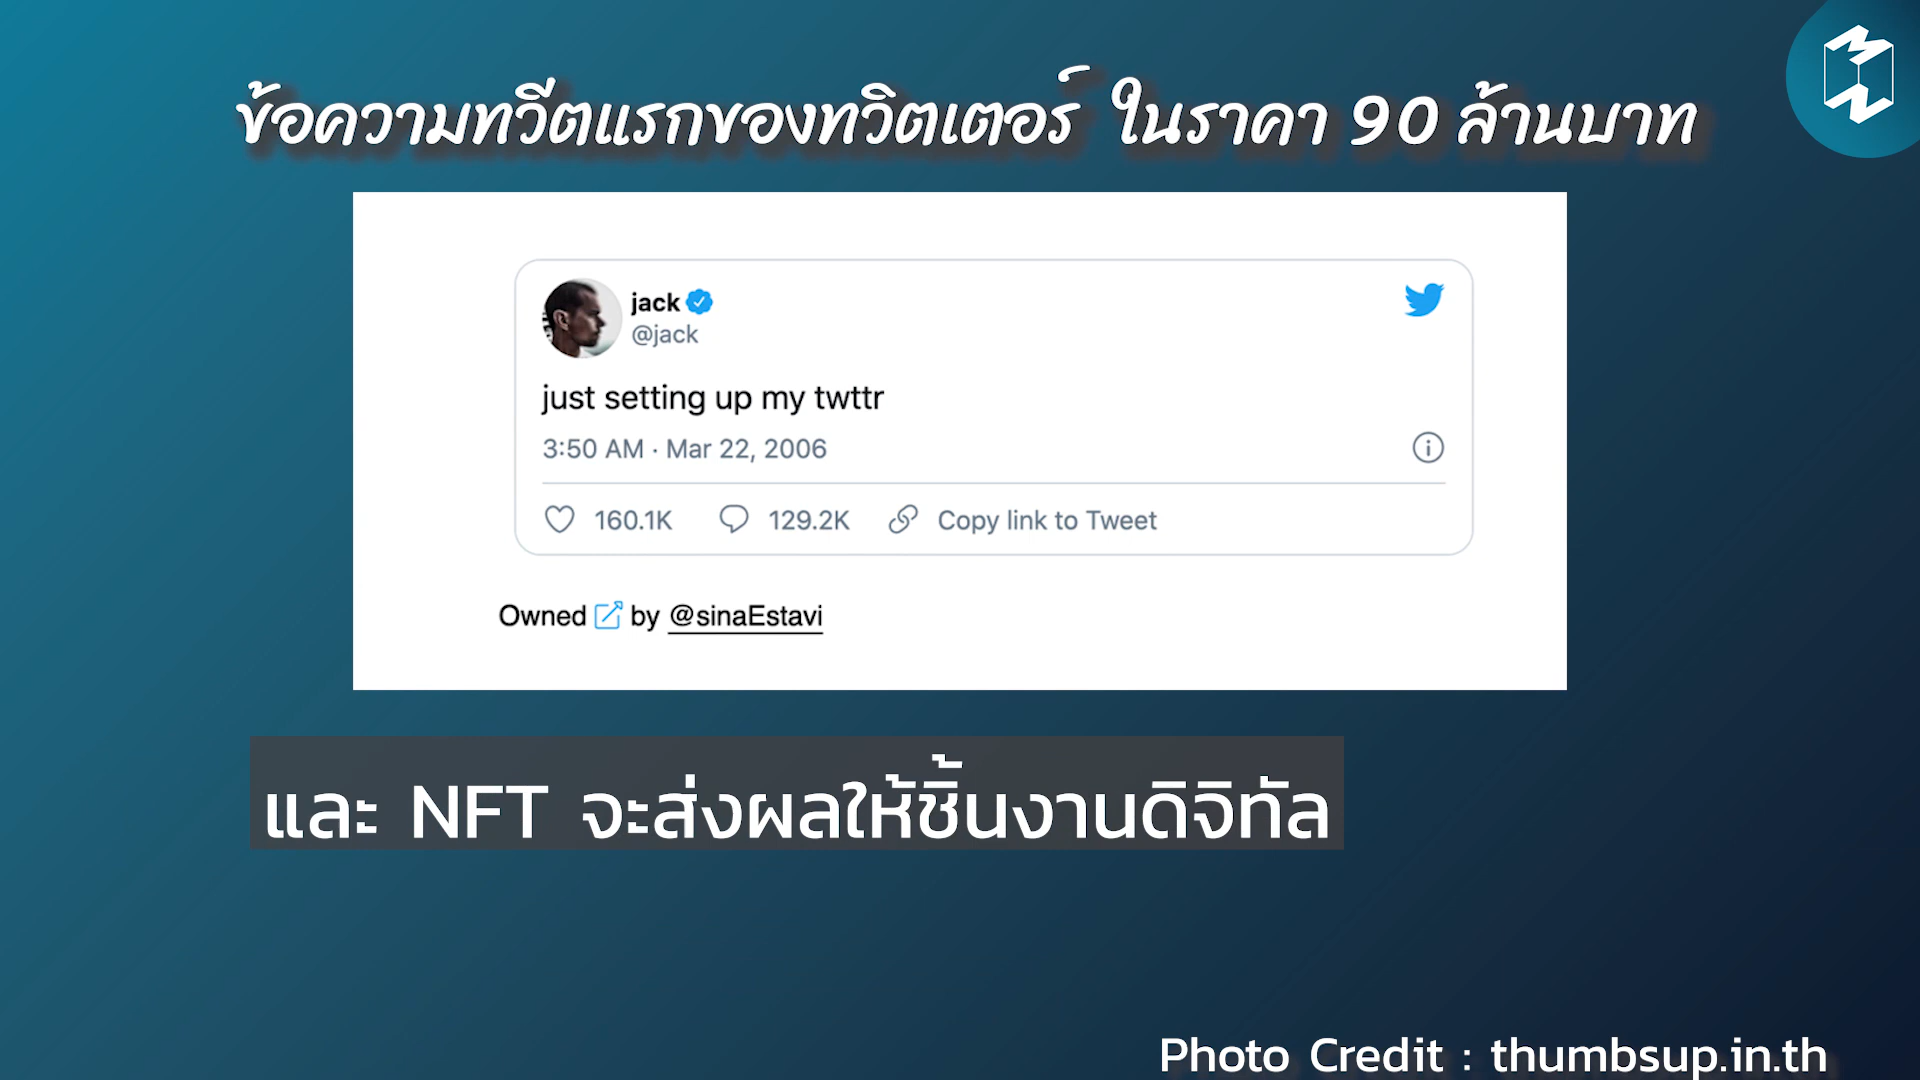 ข้อความทวีตแรกของทวิตเตอร์ ในราคา 90 ล้านบาท
jack
@jack
just setting up my twttr
3:50 AM · Mar 22, 2006
160.1K 129.2K Copy link to Tweet
Owned by @sinaEstavi
และ NFT จะส่งผลให้ชิ้นงานดิจิทัล
Photo Credit : thumbsup.in.th